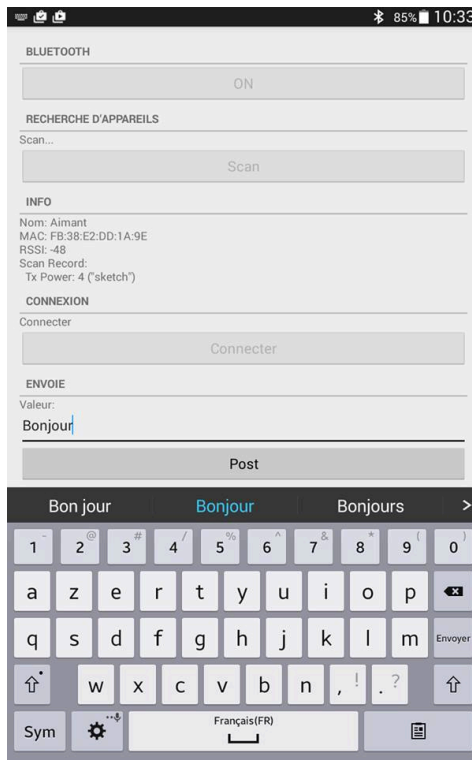 85% 10:33
BLUETOOTH
ON
RECHERCHE D'APPAREILS
Scan...
Scan
INFO
Nom: Aimant
MAC: FB:38:E2:DD:1A:9E
RSSI: -48
Scan Record:
Tx Power: 4 ("sketch")
CONNEXION
Connecter
Connecter
ENVOIE
Valeur:
Bonjour
Post
Bon jour Bonjour Bonjours >
1 - 2 @ 3 # 4 / 5 % 6 ^ 7 & 8 * 9 ( 0 )
a z e r t y u i o p
q s d f g h j k l m Envoyer
w x c v b n , ! . ?
Sym Français(FR)